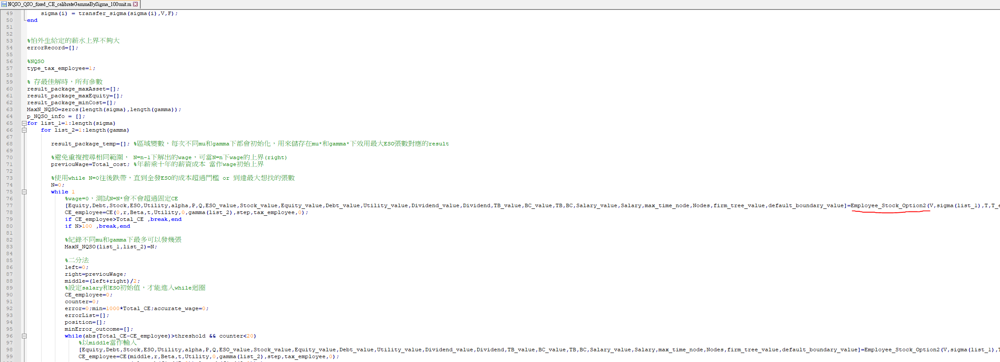 NQSO_QSO_fixed_CE_calibrateGammaBySigma_100unit.m
49 sigma(i) = transfer_sigma(sigma(i),V,F);
50 end
51
52
53 %怕外生給定的薪水上界不夠大
54 errorRecord=[];
55
56 %NQSO
57 type_tax_employee=1;
58
59 % 存最佳解時，所有參數
60 result_package_maxAsset=[];
61 result_package_maxEquity=[];
62 result_package_minCost=[];
63 MaxN_NQSO=zeros(length(sigma),length(gamma));
64 p_NQSO_info = [];
65 for list_1=1:length(sigma)
66 for list_2=1:length(gamma)
67
68 result_package_temp=[]; %區域變數，每次不同mu和gamma下都會初始化，用來儲存在mu*和gamma*下效用最大ESO張數對應的result
69
70 %避免重複搜尋相同範圍， N=n-1下解出的wage，可當N=n下wage的上界(right)
71 previouWage=Total_cost; %年薪乘十年的薪資成本 當作wage初始上界
72
73 %使用while N=0往後跌帶，直到全發ESO的成本超過門檻 or 到達最大想找的張數
74 N=0;
75 while 1
76 %wage=0，測試N=N*會不會超過固定CE
77 [Equity,Debt,Stock,ESO,Utility,alpha,P,Q,ESO_value,Stock_value,Equity_value,Debt_value,Utility_value,Dividend_value,Dividend,TB_value,BC_value,TB,BC,Salary_value,Salary,max_time_node,Nodes,firm_tree_value,default_boundary_value]=Employee_Stock_Option2(V,sigma(list_1),T,T_e
78 CE_employee=CE(0,r,Beta,t,Utility,0,gamma(list_2),step,tax_employee,0);
79 if CE_employee>Total_CE ,break,end
80 if N>100 ,break,end
81
82 %紀錄不同mu和gamma下最多可以發幾張
83 MaxN_NQSO(list_1,list_2)=N;
84
85 %二分法
86 left=0;
87 right=previouWage;
88 middle=(left+right)/2;
89 %設定salary和ESO初始值，才能進入while迴圈
90 CE_employee=0;
91 counter=0;
92 error=0;min=1000*Total_CE;accurate_wage=0;
93 errorList=[];
94 position=[];
95 minError_outcome=[];
96 while(abs(Total_CE-CE_employee)>threshold && counter<20)
97 %以middle當作輸入
98 [Equity,Debt,Stock,ESO,Utility,alpha,P,Q,ESO_value,Stock_value,Equity_value,Debt_value,Utility_value,Dividend_value,Dividend,TB_value,BC_value,TB,BC,Salary_value,Salary,max_time_node,Nodes,firm_tree_value,default_boundary_value]=Employee_Stock_Option2(V,sigma(list_1),T
99 CE_employee=CE(middle,r,Beta,t,Utility,0,gamma(list_2),step,tax_employee,0);